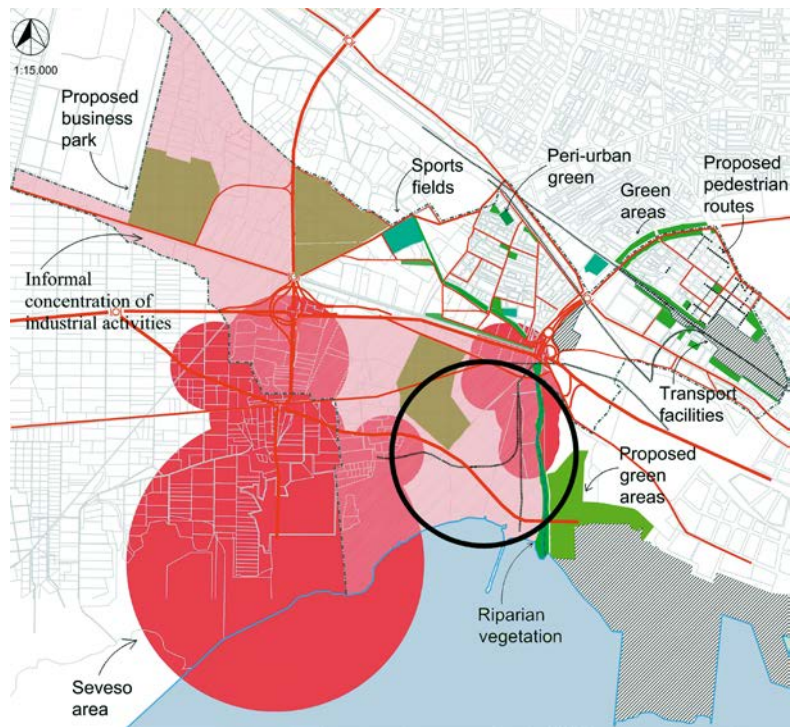 1:15.000
Proposed
business
park
Sports
fields
Peri-urban
green
Green
areas
Proposed
pedestrian
routes
Informal
concentration of
industrial activities
Transport
facilities
Proposed
green
areas
Riparian
vegetation
Seveso
area